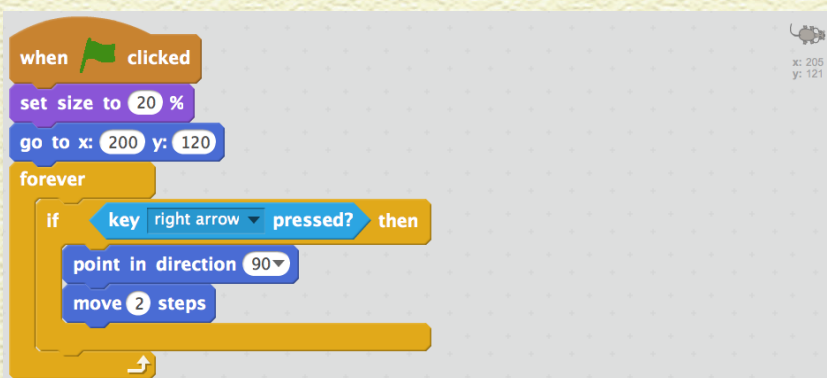 when clicked
set size to 20 %
go to x: 200 y: 120
forever
if key right arrow pressed? then
point in direction 90
move 2 steps
x: 205
y: 121